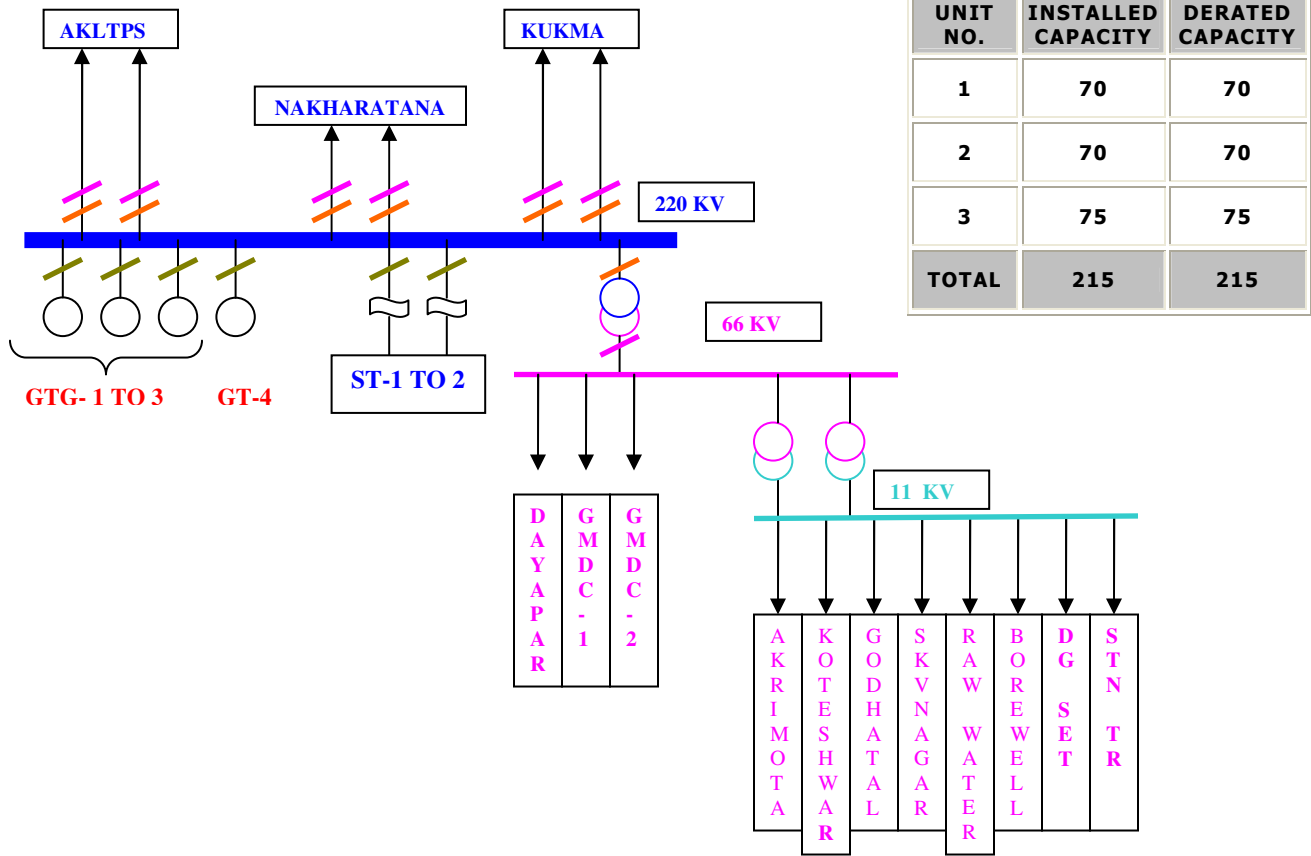 AKLTPS
KUKMA
NAKHARATANA
220 KV
UNIT NO. INSTALLED CAPACITY DERATED CAPACITY
1 70 70
2 70 70
3 75 75
TOTAL 215 215
66 KV
GTG- 1 TO 3
GT-4
ST-1 TO 2
11 KV
DAYAPAR
GMDC-1
GMDC-2
AKRIMOTA
KOTESHWAR
GODHATAL
SKVNAGAR
RAW WATER
BOREWELL
DG SET
STN TR